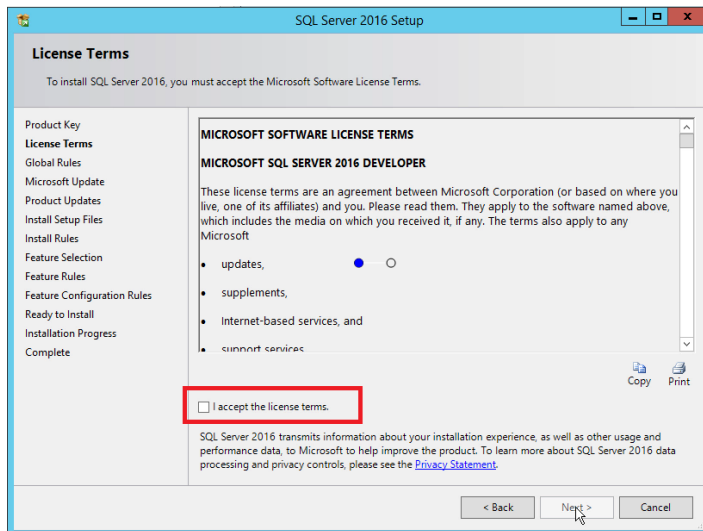 SQL Server 2016 Setup
License Terms
To install SQL Server 2016, you must accept the Microsoft Software License Terms.
Product Key
License Terms
Global Rules
Microsoft Update
Product Updates
Install Setup Files
Install Rules
Feature Selection
Feature Rules
Feature Configuration Rules
Ready to Install
Installation Progress
Complete
MICROSOFT SOFTWARE LICENSE TERMS
MICROSOFT SQL SERVER 2016 DEVELOPER
These license terms are an agreement between Microsoft Corporation (or based on where you
live, one of its affiliates) and you. Please read them. They apply to the software named above,
which includes the media on which you received it, if any. The terms also apply to any
Microsoft
• updates,
• supplements,
• Internet-based services, and
• support services
Copy Print
I accept the license terms.
SQL Server 2016 transmits information about your installation experience, as well as other usage and
performance data, to Microsoft to help improve the product. To learn more about SQL Server 2016 data
processing and privacy controls, please see the Privacy Statement.
< Back Next > Cancel